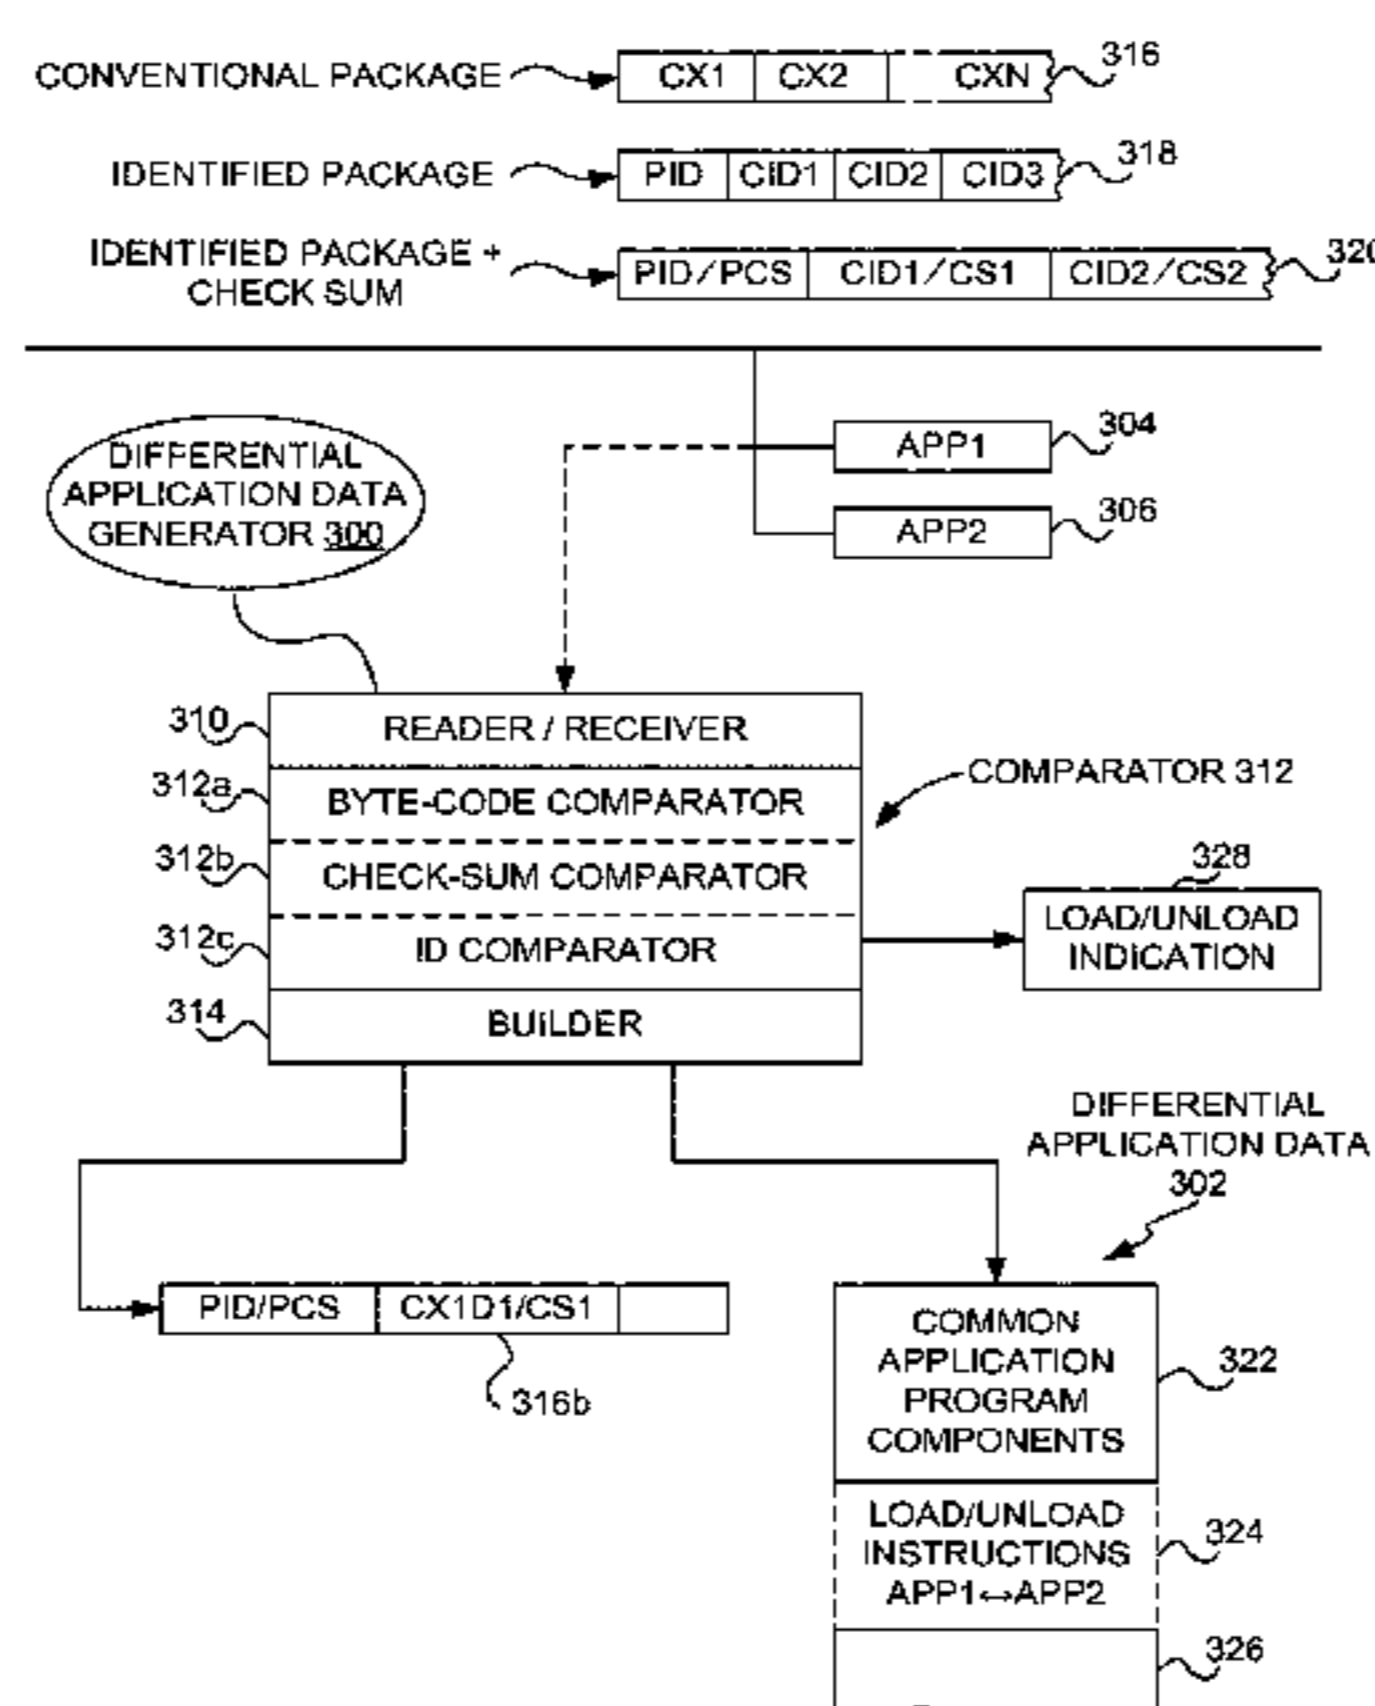 CONVENTIONAL PACKAGE CX1 CX2 CXN 316
IDENTIFIED PACKAGE PID CID1 CID2 CID3 318
IDENTIFIED PACKAGE +
CHECK SUM
PID/PCS CID1/CS1 CID2/CS2 320
DIFFERENTIAL
APPLICATION DATA
GENERATOR 300
APP1 304
APP2 306
310 READER / RECEIVER
312a BYTE-CODE COMPARATOR
COMPARATOR 312
312b CHECK-SUM COMPARATOR
312c ID COMPARATOR
328
LOAD/UNLOAD
INDICATION
314 BUILDER
DIFFERENTIAL
APPLICATION DATA
302
PID/PCS CX1D1/CS1
316b
COMMON
APPLICATION
PROGRAM
COMPONENTS
322
LOAD/UNLOAD
INSTRUCTIONS
APP1↔APP2
324
326